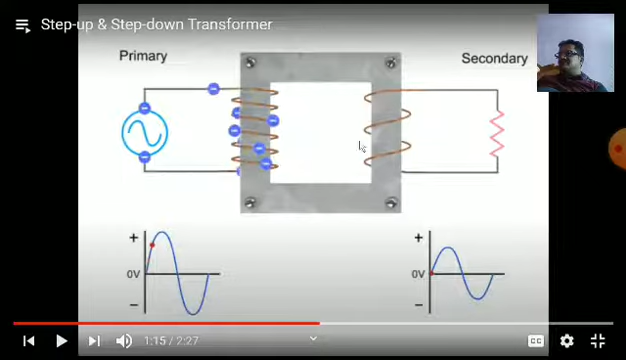 Step-up & Step-down Transformer
Primary
Secondary
+
0V
−
+
0V
−
1:15 / 2:27
CC